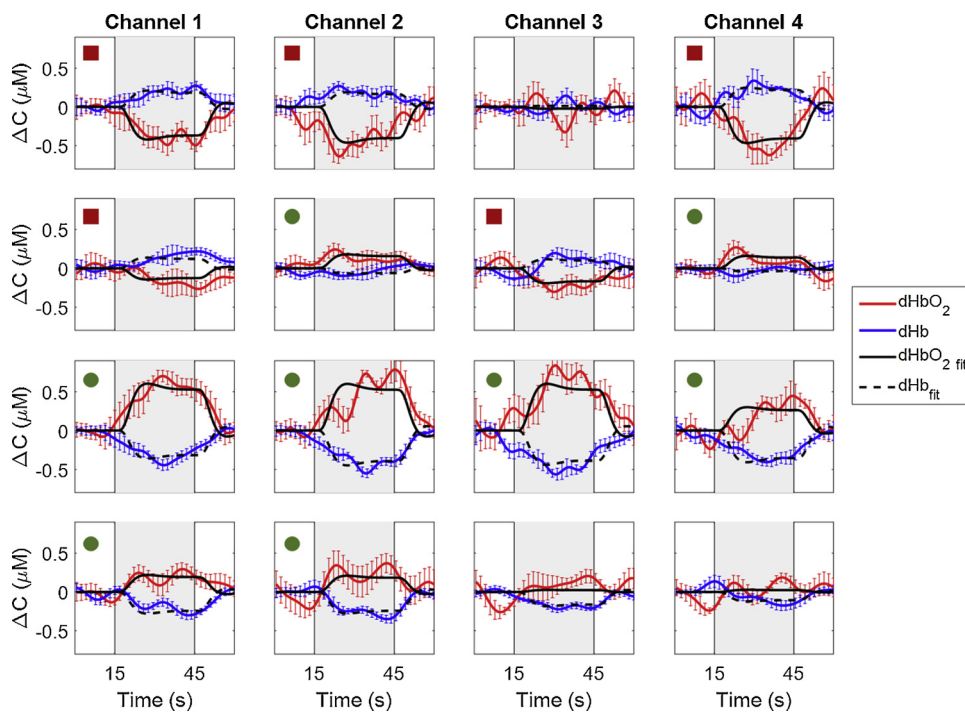 Channel 1 Channel 2 Channel 3 Channel 4
ΔC (μM) 0.5 0 -0.5
ΔC (μM) 0.5 0 -0.5
dHbO2
dHb
dHbO2 fit
dHbfit
ΔC (μM) 0.5 0 -0.5
ΔC (μM) 0.5 0 -0.5
15 45 15 45 15 45 15 45
Time (s) Time (s) Time (s) Time (s)